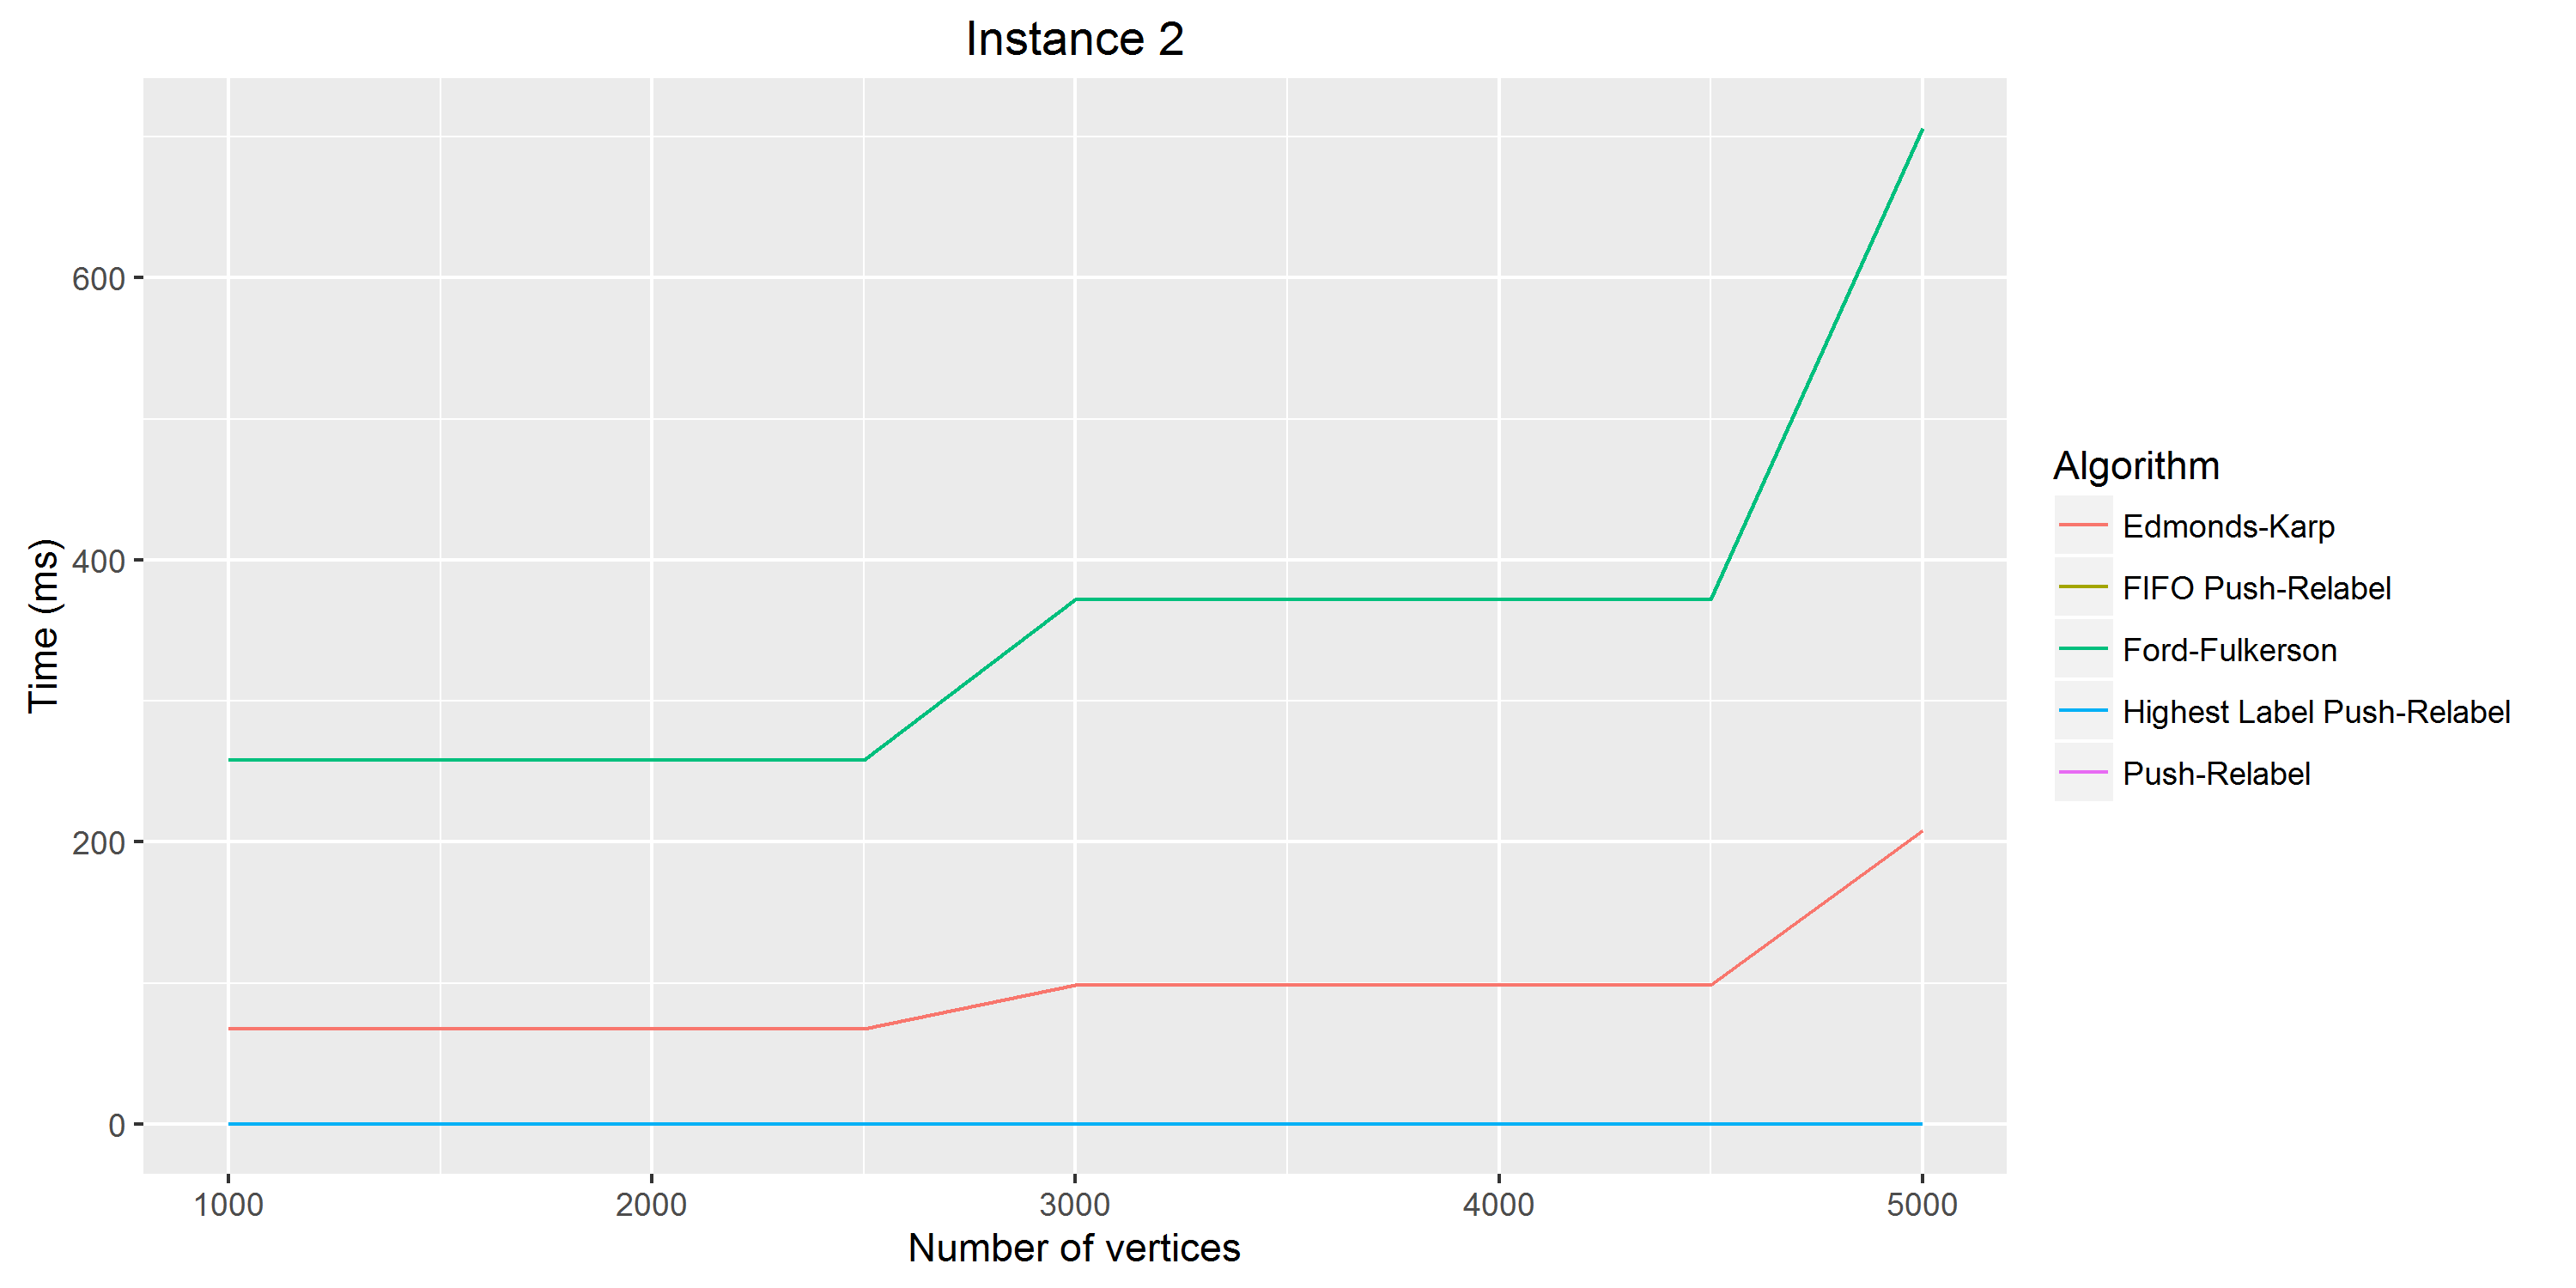 Instance 2
Time (ms)
600
400
200
0
1000 2000 3000 4000 5000
Number of vertices
Algorithm
Edmonds-Karp
FIFO Push-Relabel
Ford-Fulkerson
Highest Label Push-Relabel
Push-Relabel